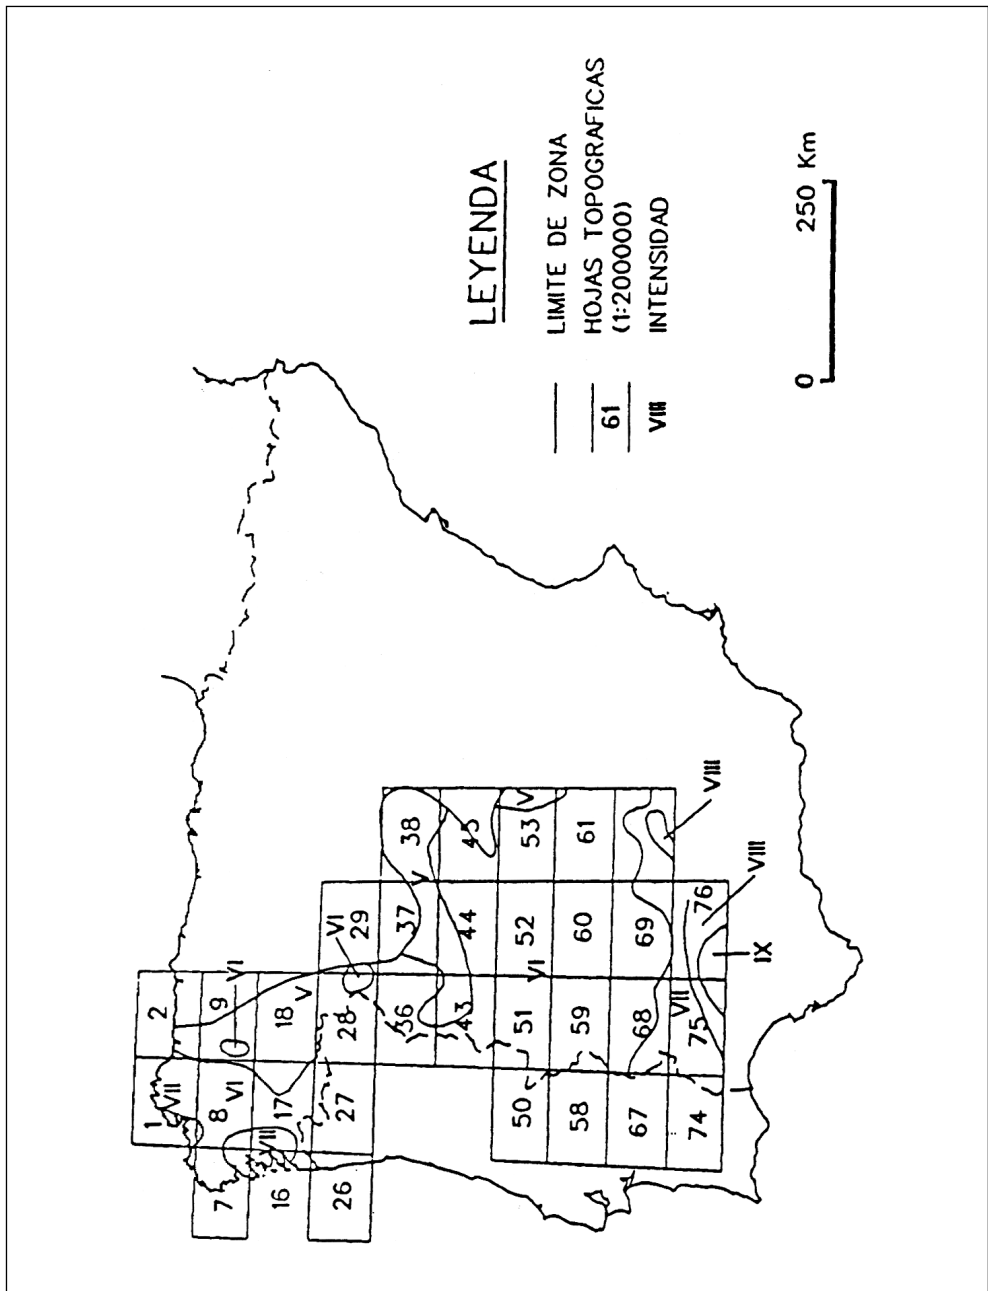 LEYENDA
LIMITE DE ZONA
HOJAS TOPOGRAFICAS
(1:200000)
61
VIII
INTENSIDAD
0
250 Km
1
VII
2
7
8
VI
9
VI
16
VII
17
18
V
26
27
28
29
VI
36
37
V
38
43
44
45
50
51
VI
52
53
V
58
59
60
61
67
68
69
VII
74
75
76
VIII
VIII
IX